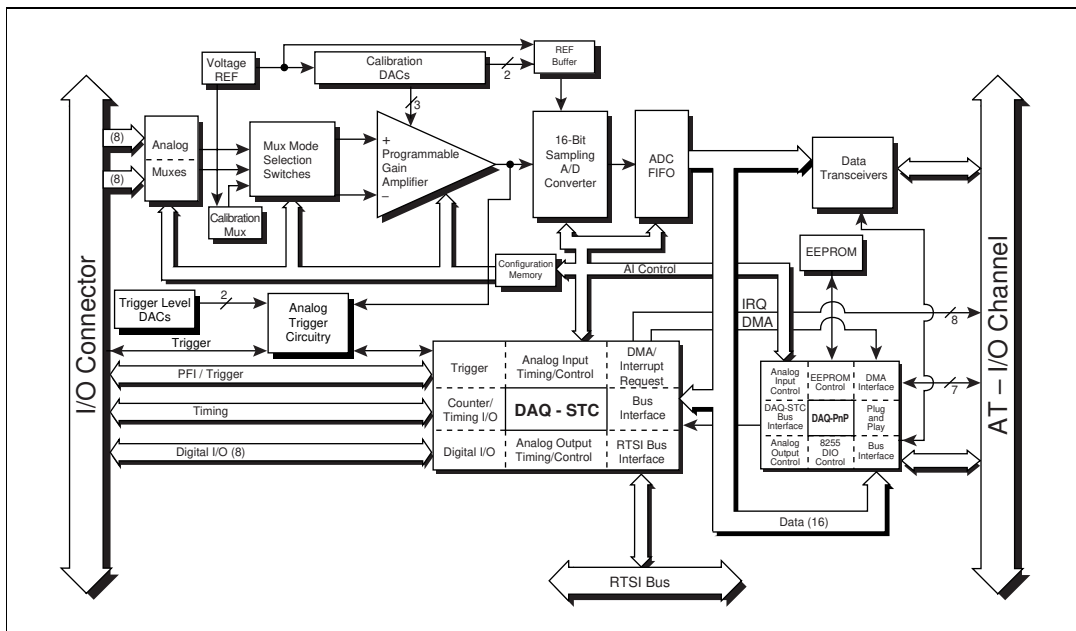 Voltage
REF
Calibration
DACs
2
REF
Buffer
3
(8)
(8)
Analog
Muxes
Mux Mode
Selection
Switches
+
Programmable
Gain
Amplifier
–
16-Bit
Sampling
A/D
Converter
ADC
FIFO
Data
Transceivers
Calibration
Mux
Configuration
Memory
AI Control
EEPROM
I/O Connector
AT – I/O Channel
Trigger Level
DACs
2
Analog
Trigger
Circuitry
IRQ
DMA
8
Trigger
PFI / Trigger
Timing
Digital I/O (8)
Trigger
Analog Input
Timing/Control
DMA/
Interrupt
Request
Counter/
Timing I/O
DAQ - STC
Bus
Interface
Digital I/O
Analog Output
Timing/Control
RTSI Bus
Interface
Analog
Input
Control
EEPROM
Control
DMA
Interface
7
DAQ-STC
Bus
Interface
DAQ-PnP
Plug
and
Play
Analog
Output
Control
8255
DIO
Control
Bus
Interface
Data (16)
RTSI Bus